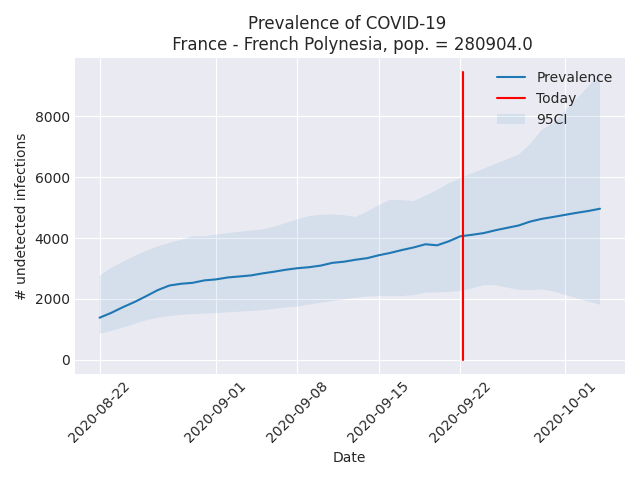 Prevalence of COVID-19
France - French Polynesia, pop. = 280904.0
Prevalence
Today
95CI
8000
6000
4000
2000
0
# undetected infections
2020-08-22
2020-09-01
2020-09-08
2020-09-15
2020-09-22
2020-10-01
Date